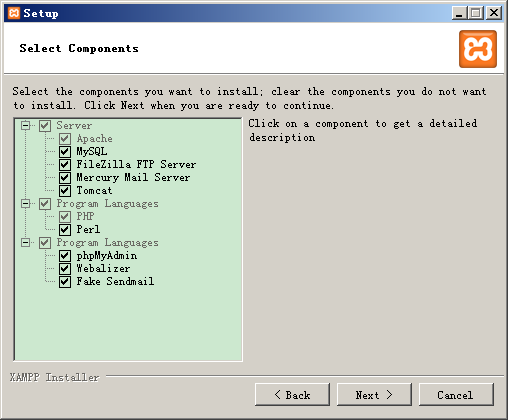 Setup
Select Components
Select the components you want to install; clear the components you do not want
to install. Click Next when you are ready to continue.
Server
Apache
MySQL
FileZilla FTP Server
Mercury Mail Server
Tomcat
Program Languages
PHP
Perl
Program Languages
phpMyAdmin
Webalizer
Fake Sendmail
Click on a component to get a detailed
description
XAMPP Installer
< Back
Next >
Cancel